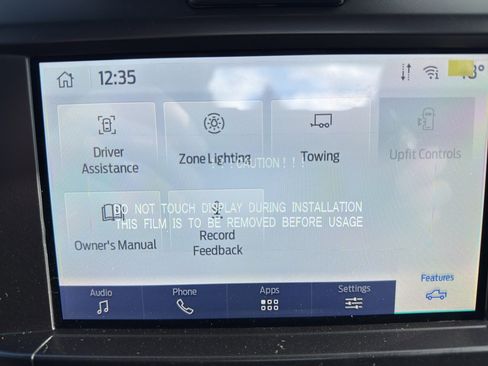 12:35
Driver
Assistance
Zone Lighting
Towing
Upfit Controls
!!!CAUTION!!!
DO NOT TOUCH DISPLAY DURING INSTALLATION
THIS FILM IS TO BE REMOVED BEFORE USAGE
Owner's Manual
Record
Feedback
Audio
Phone
Apps
Settings
Features